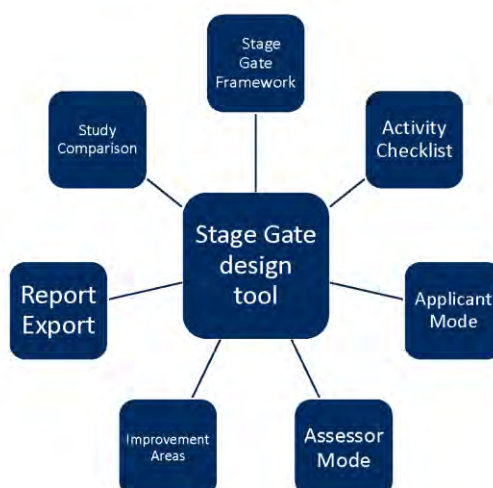 Stage
Gate
Framework
Study
Comparison
Activity
Checklist
Stage Gate
design
tool
Report
Export
Applicant
Mode
Improvement
Areas
Assessor
Mode